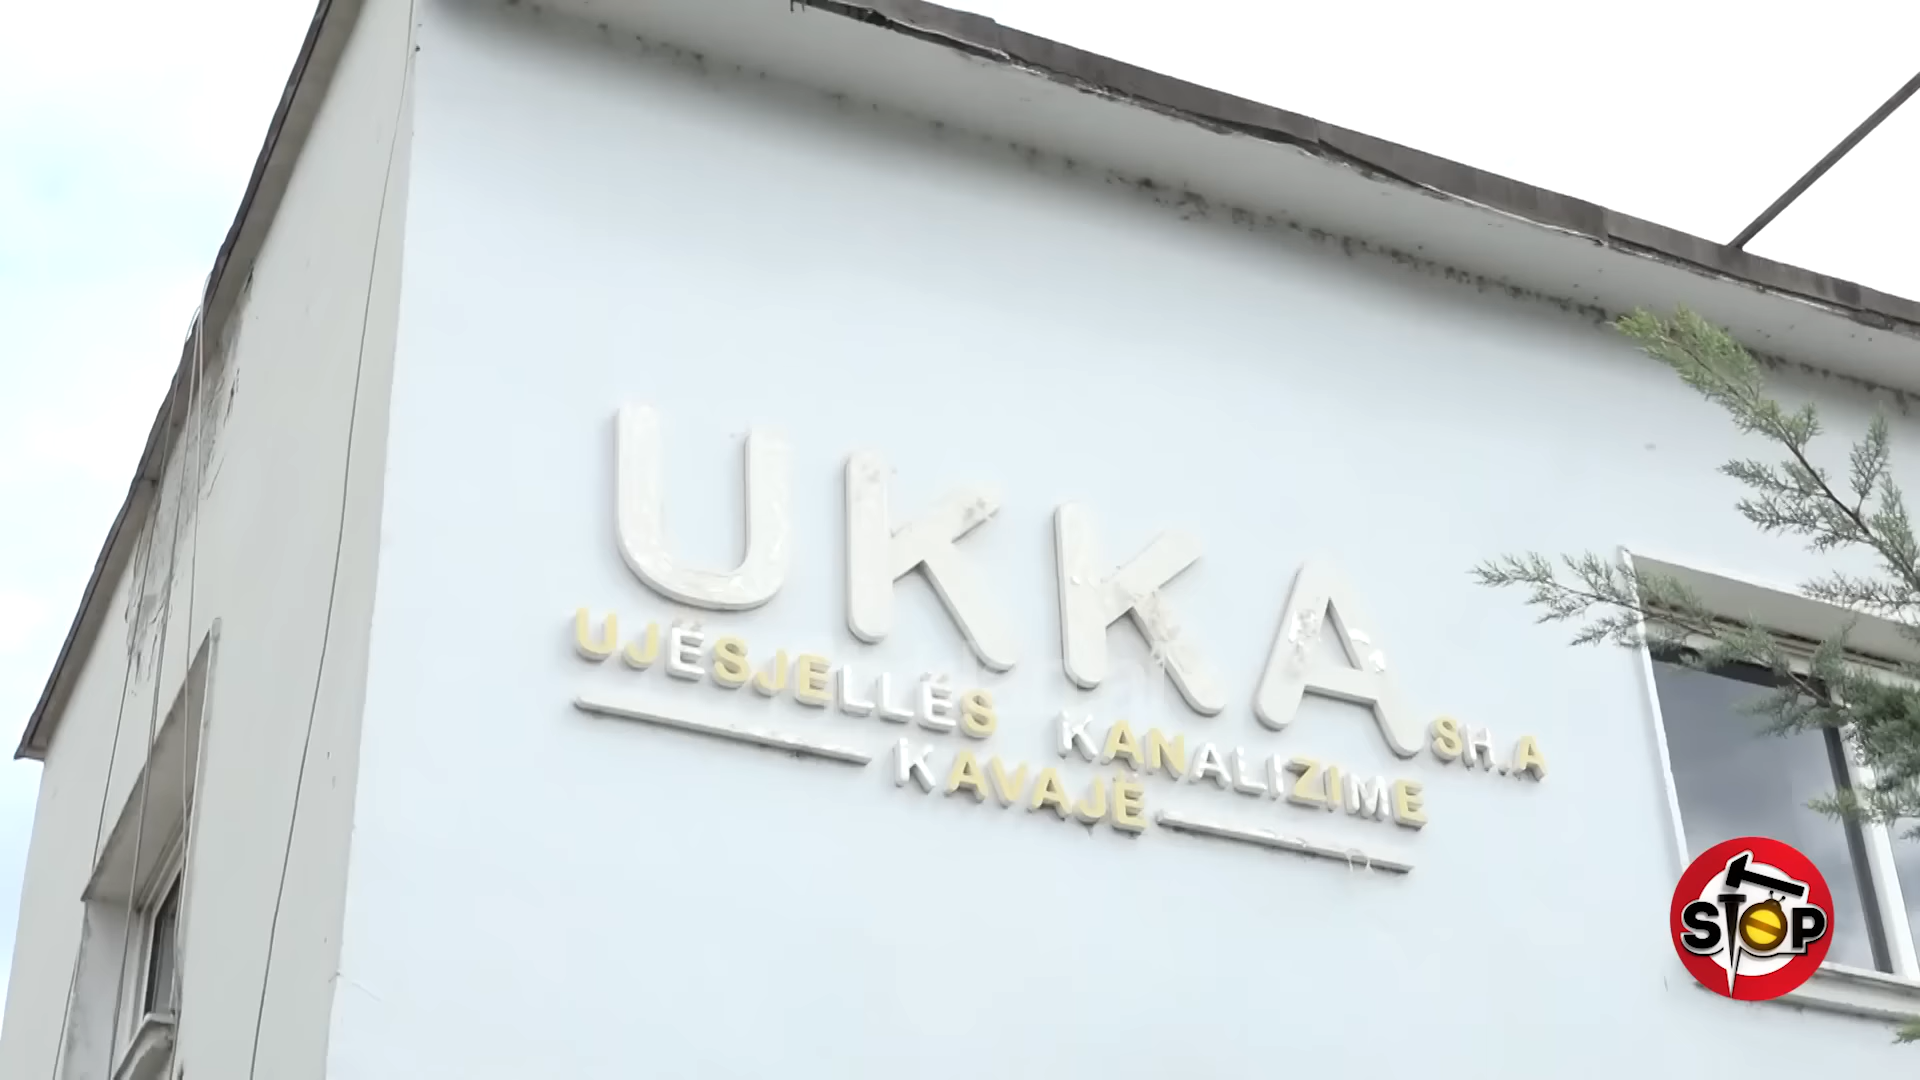 UKKA
UJËSJELLËS KANALIZIME SH.A
KAVAJË
STOP